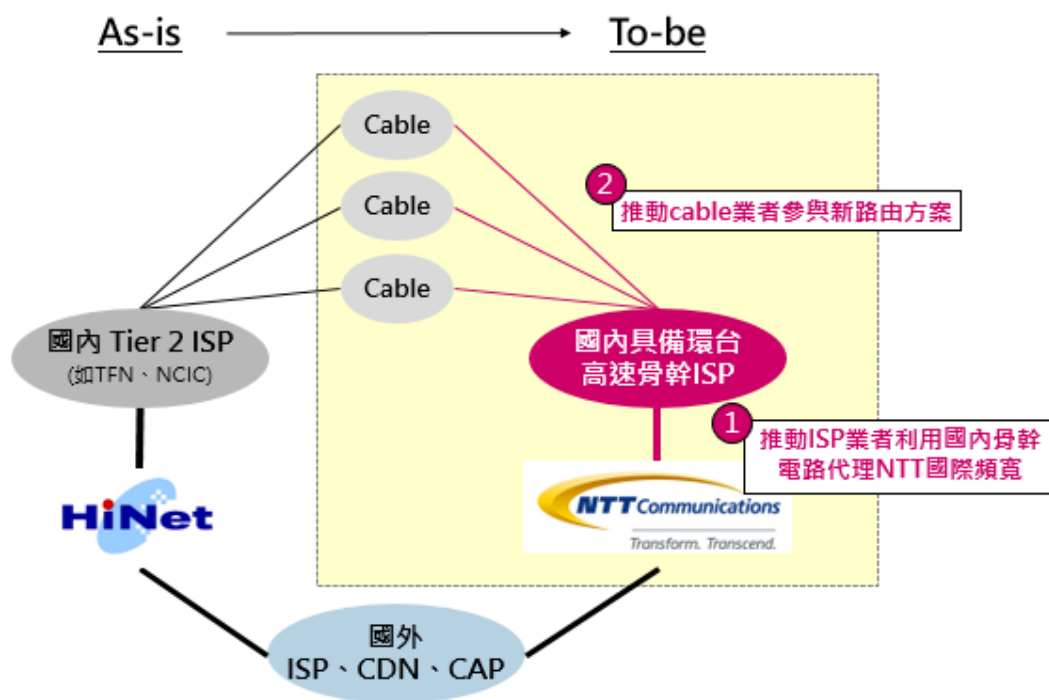 As-is
To-be
Cable
Cable
Cable
2
推動cable業者參與新路由方案
國內 Tier 2 ISP
(如TFN、NCIC)
國內具備環台
高速骨幹ISP
1
推動ISP業者利用國內骨幹
電路代理NTT國際頻寬
HiNet
NTT Communications
Transform. Transcend.
國外
ISP、CDN、CAP